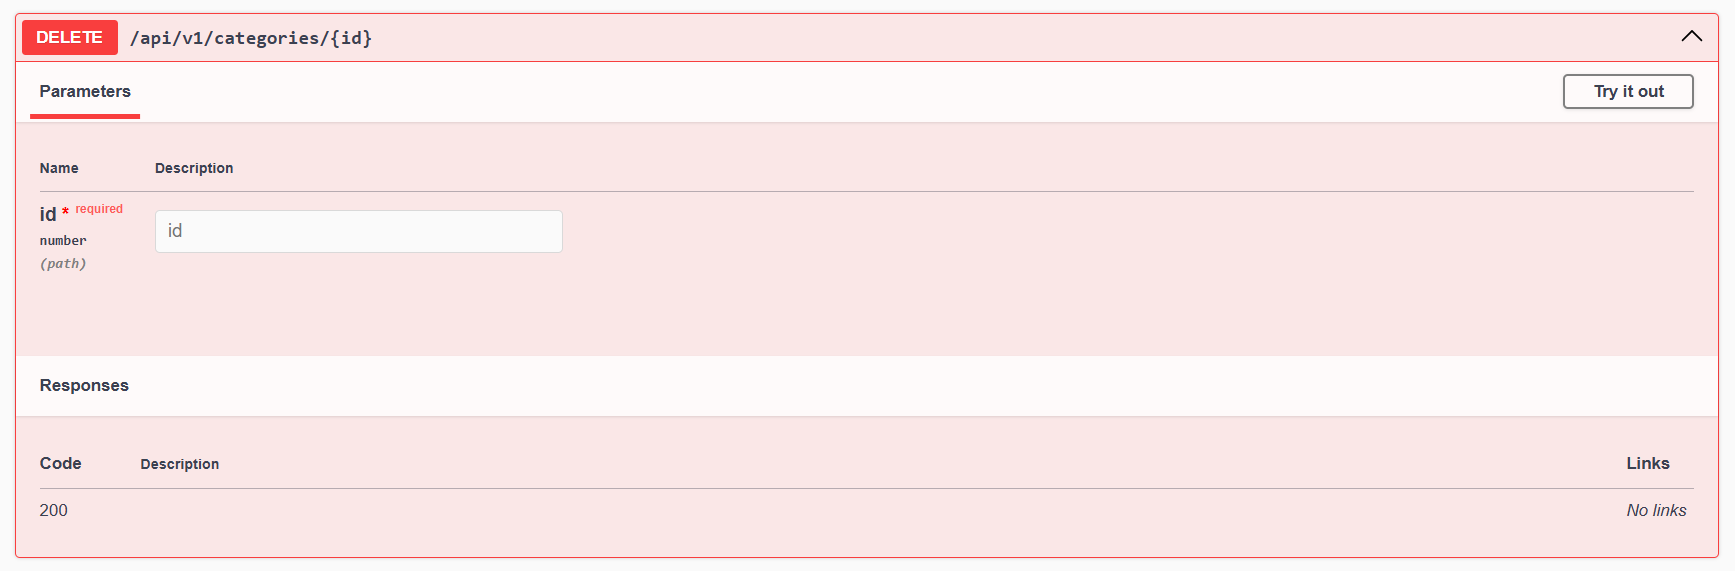 DELETE /api/v1/categories/{id}
Parameters Try it out
Name Description
id * required
number
(path)
id
Responses
Code Description Links
200 No links